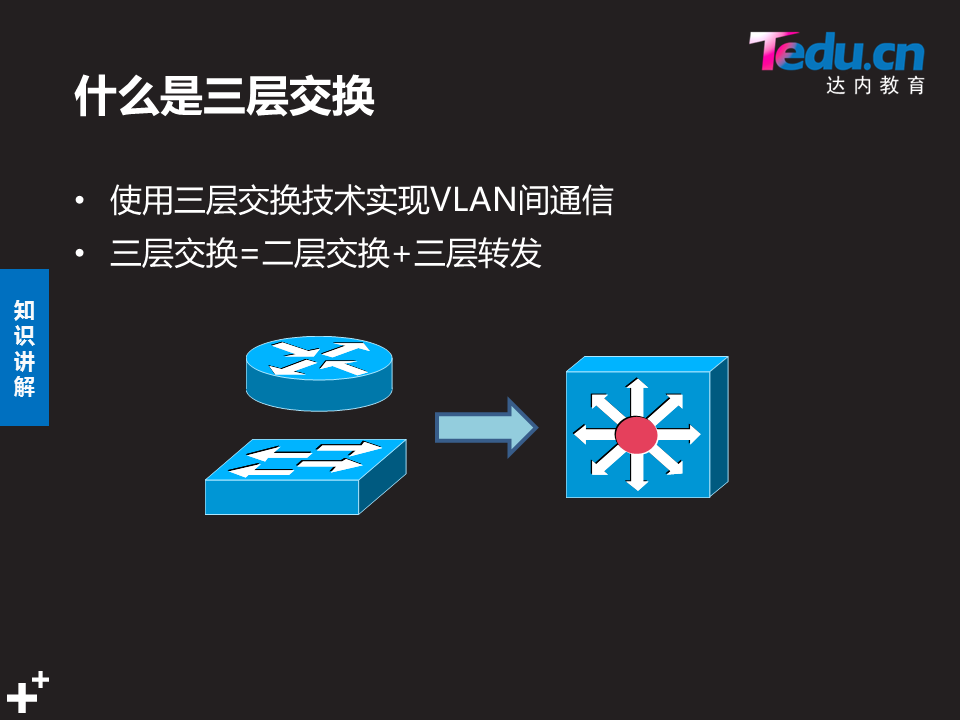 Tedu.cn
达内教育
什么是三层交换
• 使用三层交换技术实现VLAN间通信
• 三层交换=二层交换+三层转发
知识讲解